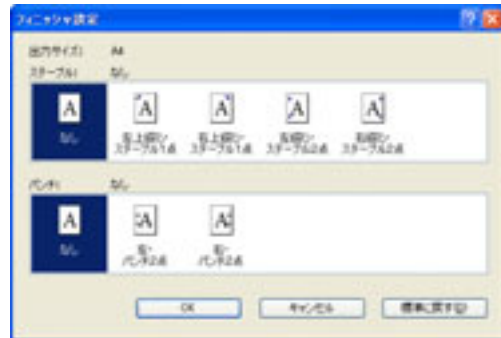 フィニッシャ設定
出力サイズ: A4
ステープル: なし
なし
左上綴じ・ステープル1点
右上綴じ・ステープル1点
左綴じ・ステープル2点
右綴じ・ステープル2点
パンチ: なし
なし
左・パンチ2点
右・パンチ2点
OK
キャンセル
標準に戻す(D)